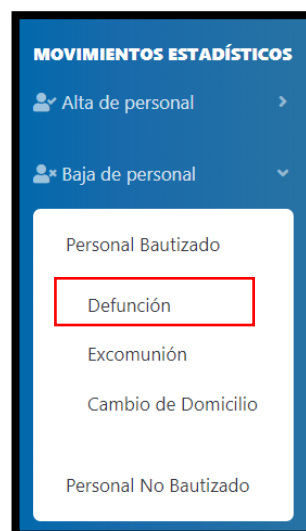 MOVIMIENTOS ESTADÍSTICOS
Alta de personal
Baja de personal
Personal Bautizado
Defunción
Excomunión
Cambio de Domicilio
Personal No Bautizado